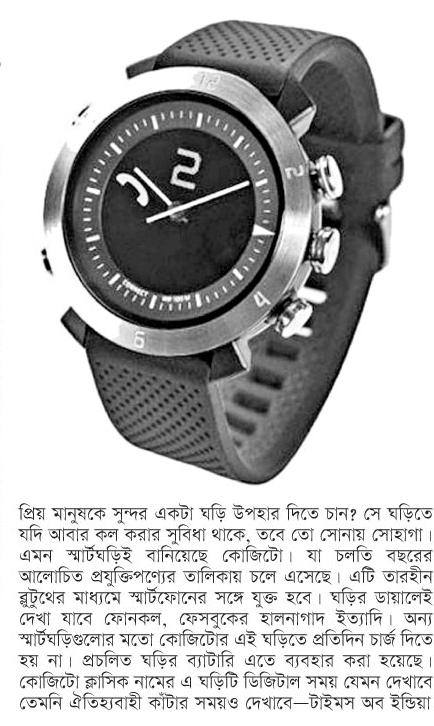 12
2
2
4
6
CONNECT
প্রিয় মানুষকে সুন্দর একটা ঘড়ি উপহার দিতে চান? সে ঘড়িতে
যদি আবার কল করার সুবিধা থাকে, তবে তো সোনায় সোহাগা।
এমন স্মার্টঘড়িই বানিয়েছে কোজিটো। যা চলতি বছরের
আলোচিত প্রযুক্তিপণ্যের তালিকায় চলে এসেছে। এটি তারহীন
ব্লুটুথের মাধ্যমে স্মার্টফোনের সঙ্গে যুক্ত হবে। ঘড়ির ডায়ালেই
দেখা যাবে ফোনকল, ফেসবুকের হালনাগাদ ইত্যাদি। অন্য
স্মার্টঘড়িগুলোর মতো কোজিটোর এই ঘড়িতে প্রতিদিন চার্জ দিতে
হয় না। প্রচলিত ঘড়ির ব্যাটারি এতে ব্যবহার করা হয়েছে।
কোজিটো ক্লাসিক নামের এ ঘড়িটি ডিজিটাল সময় যেমন দেখাবে
তেমনি ঐতিহ্যবাহী কাঁটার সময়ও দেখাবে—টাইমস অব ইন্ডিয়া